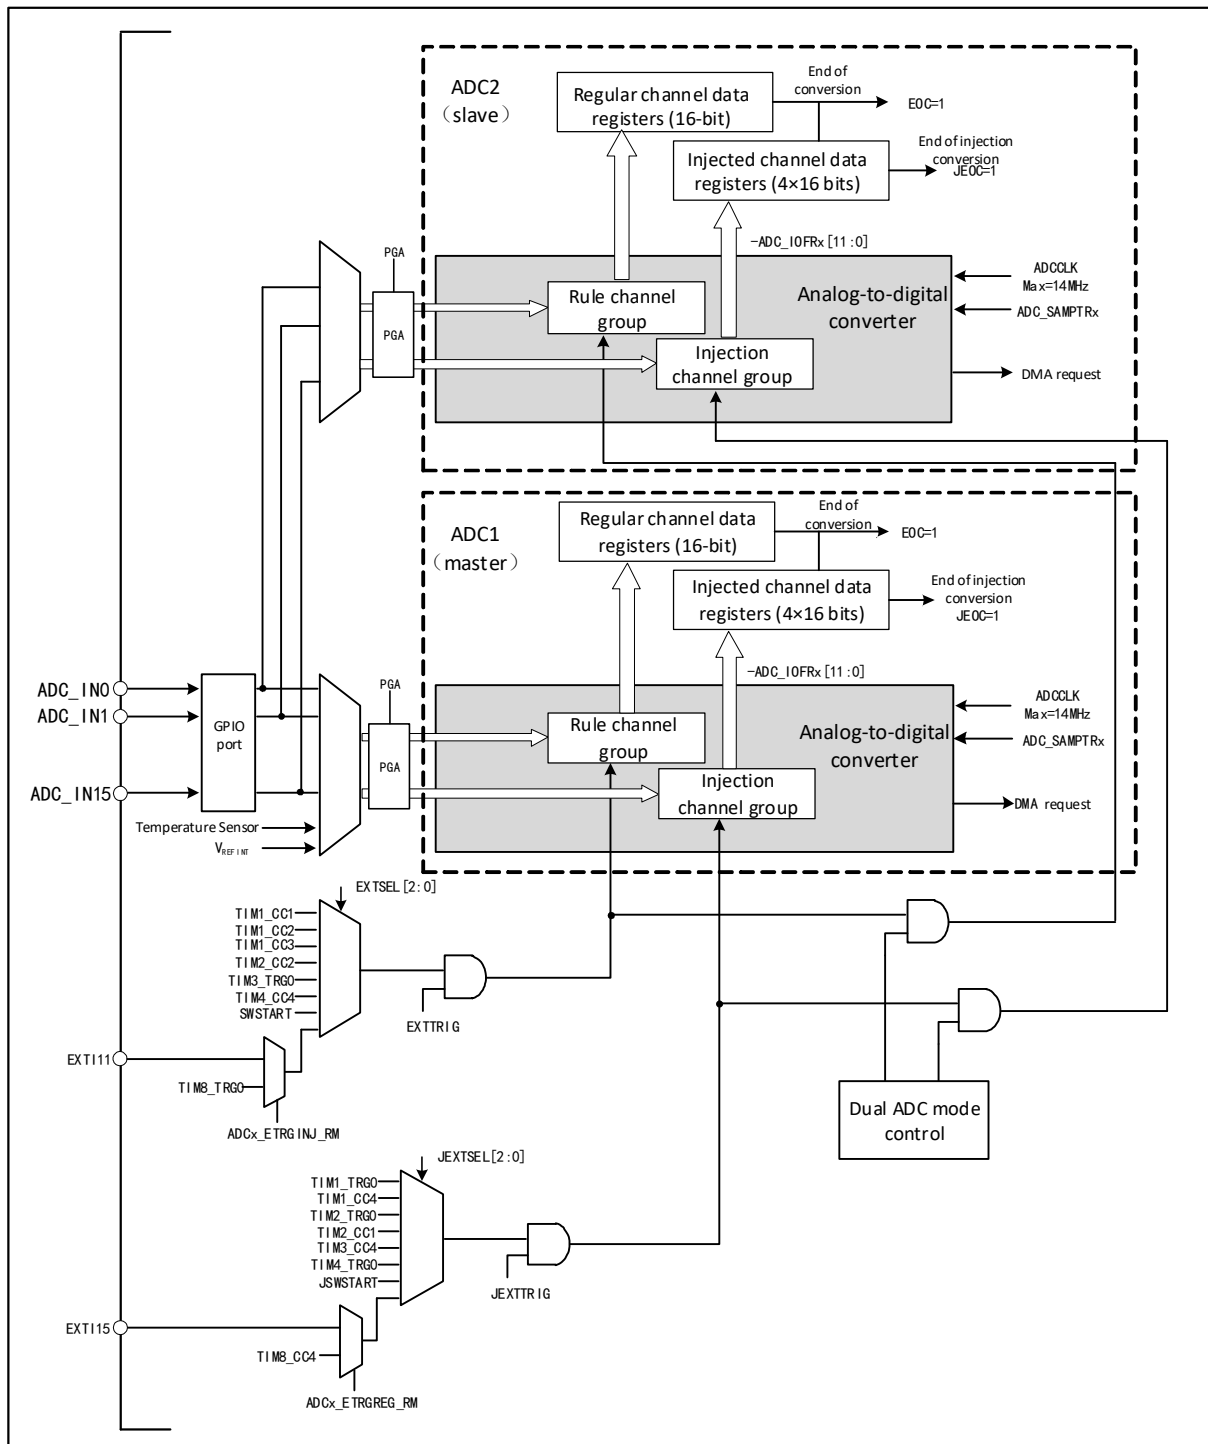 ADC2
（slave）
Regular channel data
registers (16-bit)
End of
conversion
EOC=1
Injected channel data
registers (4×16 bits)
End of injection
conversion
JEOC=1
-ADC_IOFRx[11:0]
PGA
PGA
Rule channel
group
Injection
channel group
Analog-to-digital
converter
ADCCLK
Max=14MHz
ADC_SAMPTRx
DMA request
ADC1
（master）
Regular channel data
registers (16-bit)
End of
conversion
EOC=1
Injected channel data
registers (4×16 bits)
End of injection
conversion
JEOC=1
-ADC_IOFRx[11:0]
ADC_IN0
ADC_IN1
ADC_IN15
GPIO
port
PGA
PGA
Rule channel
group
Injection
channel group
Analog-to-digital
converter
ADCCLK
Max=14MHz
ADC_SAMPTRx
DMA request
Temperature Sensor
VREFINT
EXTSEL[2:0]
TIM1_CC1
TIM1_CC2
TIM1_CC3
TIM2_CC2
TIM3_TRGO
TIM4_CC4
SWSTART
EXTTRIG
EXTI11
TIM8_TRGO
ADCx_ETRGINJ_RM
Dual ADC mode
control
JEXTSEL[2:0]
TIM1_TRGO
TIM1_CC4
TIM2_TRGO
TIM2_CC1
TIM3_CC4
TIM4_TRGO
JSWSTART
JEXTTRIG
EXTI15
TIM8_CC4
ADCx_ETRGREG_RM